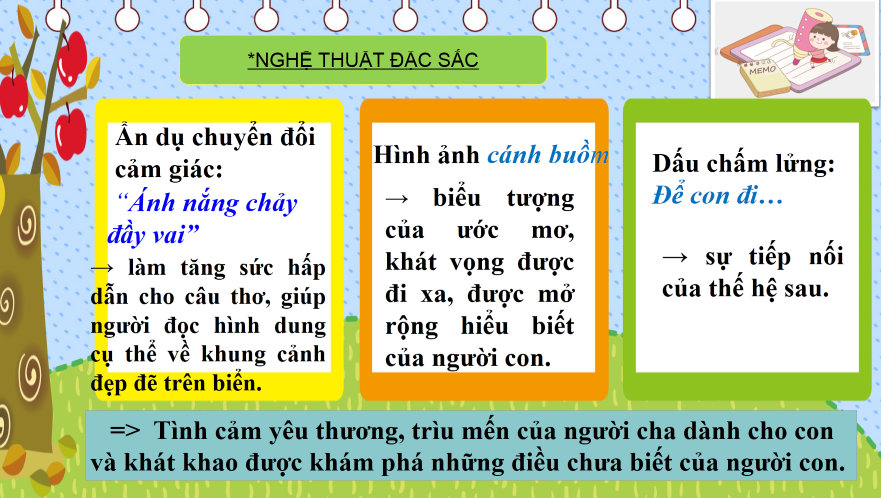 *NGHỆ THUẬT ĐẶC SẮC
MEMO
Ẩn dụ chuyển đổi
cảm giác:
“Ánh nắng chảy
đầy vai”
→ làm tăng sức hấp
dẫn cho câu thơ, giúp
người đọc hình dung
cụ thể về khung cảnh
đẹp đẽ trên biển.
Hình ảnh cánh buồm
→ biểu tượng
của ước mơ,
khát vọng được
đi xa, được mở
rộng hiểu biết
của người con.
Dấu chấm lửng:
Để con đi…
→ sự tiếp nối
của thế hệ sau.
=> Tình cảm yêu thương, trìu mến của người cha dành cho con
và khát khao được khám phá những điều chưa biết của người con.